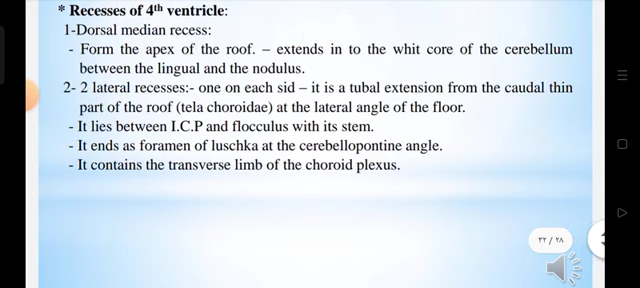 * Recesses of 4th ventricle:
1-Dorsal median recess:
- Form the apex of the roof. – extends in to the whit core of the cerebellum
between the lingual and the nodulus.
2- 2 lateral recesses:- one on each sid – it is a tubal extension from the caudal thin
part of the roof (tela choroidae) at the lateral angle of the floor.
- It lies between I.C.P and flocculus with its stem.
- It ends as foramen of luschka at the cerebellopontine angle.
- It contains the transverse limb of the choroid plexus.
٢٢ / ٢٨